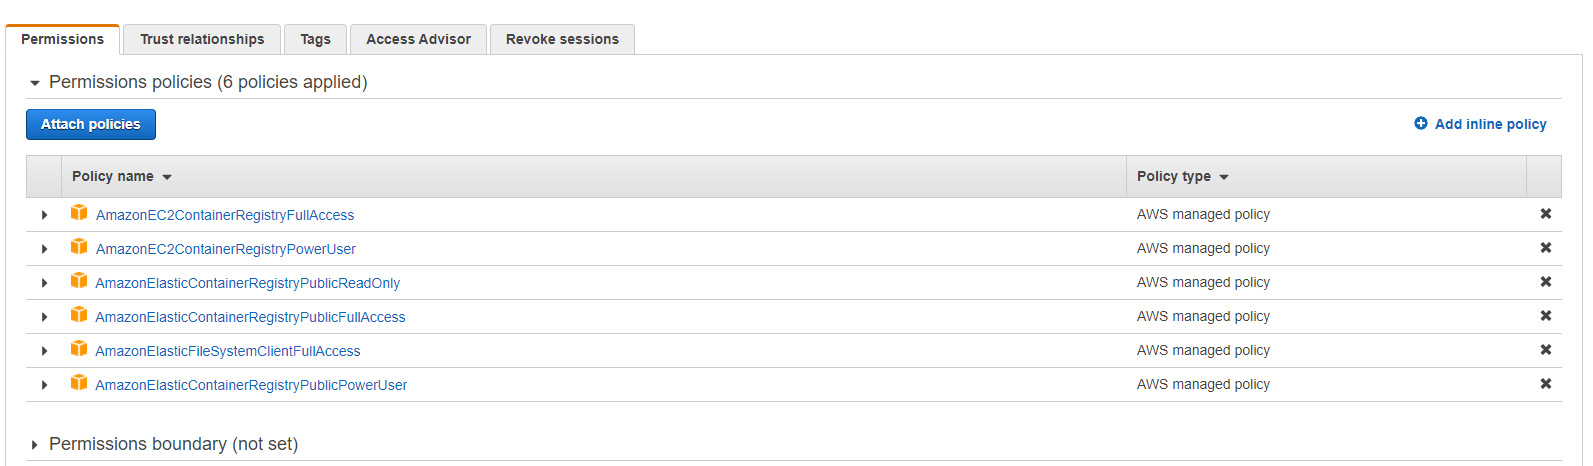 Permissions Trust relationships Tags Access Advisor Revoke sessions
Permissions policies (6 policies applied)
Attach policies Add inline policy
Policy name Policy type
AmazonEC2ContainerRegistryFullAccess AWS managed policy
AmazonEC2ContainerRegistryPowerUser AWS managed policy
AmazonElasticContainerRegistryPublicReadOnly AWS managed policy
AmazonElasticContainerRegistryPublicFullAccess AWS managed policy
AmazonElasticFileSystemClientFullAccess AWS managed policy
AmazonElasticContainerRegistryPublicPowerUser AWS managed policy
Permissions boundary (not set)